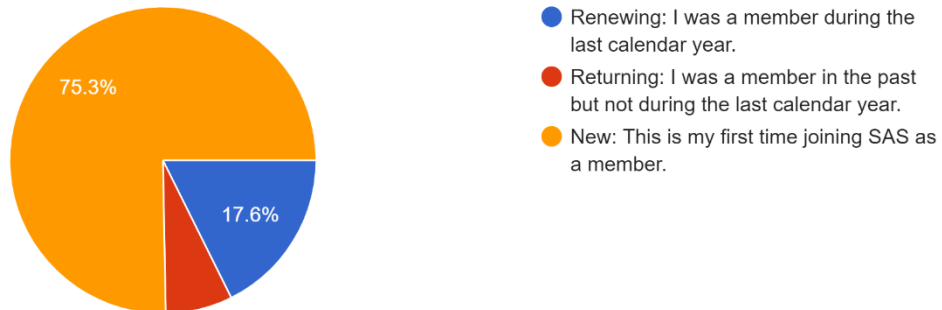 75.3%
17.6%
Renewing: I was a member during the
last calendar year.
Returning: I was a member in the past
but not during the last calendar year.
New: This is my first time joining SAS as
a member.